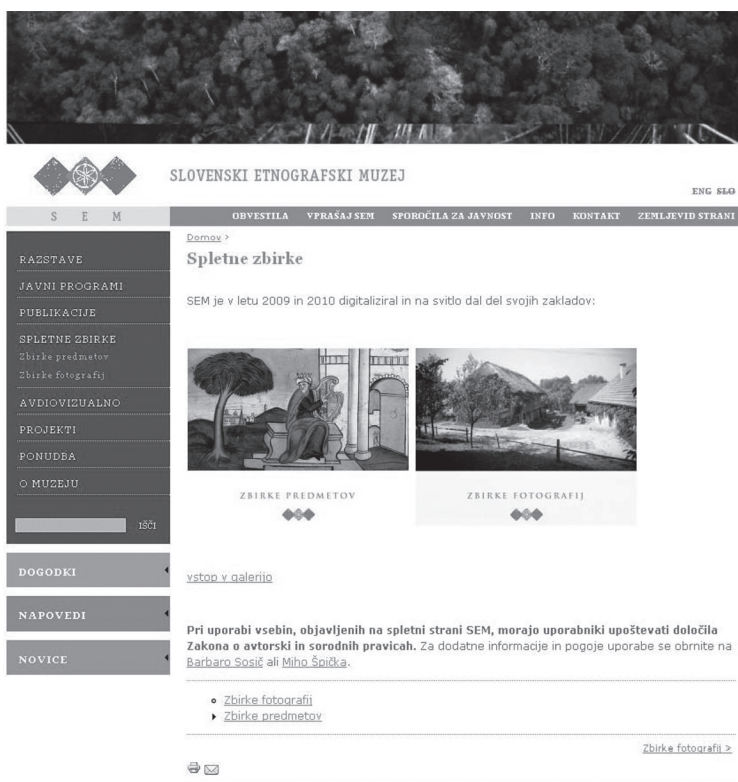 SLOVENSKI ETNOGRAFSKI MUZEJ
ENG SLO
S E M
OBVESTILA VPRAŠAJ SEM SPOROČILA ZA JAVNOST INFO KONTAKT ZEMLJEVID STRANI
RAZSTAVE
JAVNI PROGRAMI
PUBLIKACIJE
SPLETNE ZBIRKE
Zbirke predmetov
Zbirke fotografij
AVDIOVIZUALNO
PROJEKTI
PONUDBA
O MUZEJU
IŠČI
DOGODKI
NAPOVEDI
NOVICE
Domov >
Spletne zbirke
SEM je v letu 2009 in 2010 digitaliziral in na svitlo dal del svojih zakladov:
ZBIRKE PREDMETOV
ZBIRKE FOTOGRAFIJ
vstop v galerijo
Pri uporabi vsebin, objavljenih na spletni strani SEM, morajo uporabniki upoštevati določila
Zakona o avtorski in sorodnih pravicah. Za dodatne informacije in pogoje uporabe se obrnite na
Barbaro Sosič ali Miho Špička.
Zbirke fotografij
Zbirke predmetov
Zbirke fotografij >